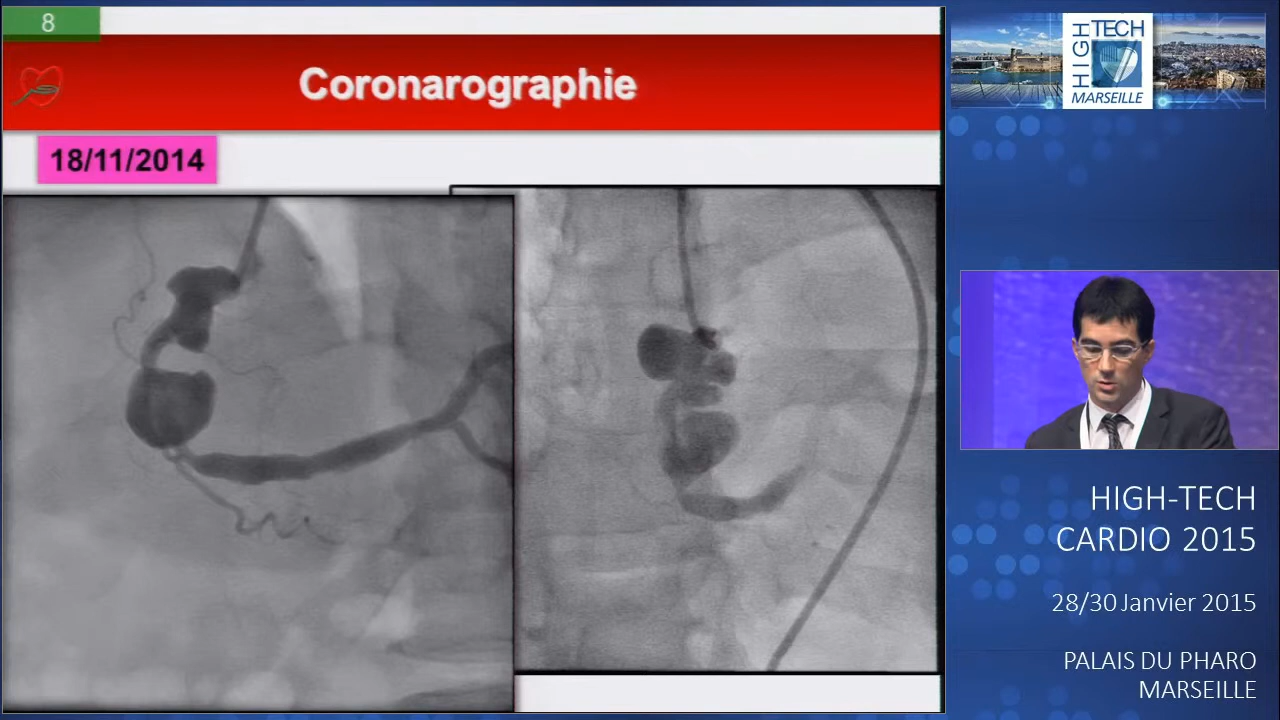 8
Coronarographie
18/11/2014
HIGH
TECH
MARSEILLE
HIGH-TECH
CARDIO 2015
28/30 Janvier 2015
PALAIS DU PHARO
MARSEILLE